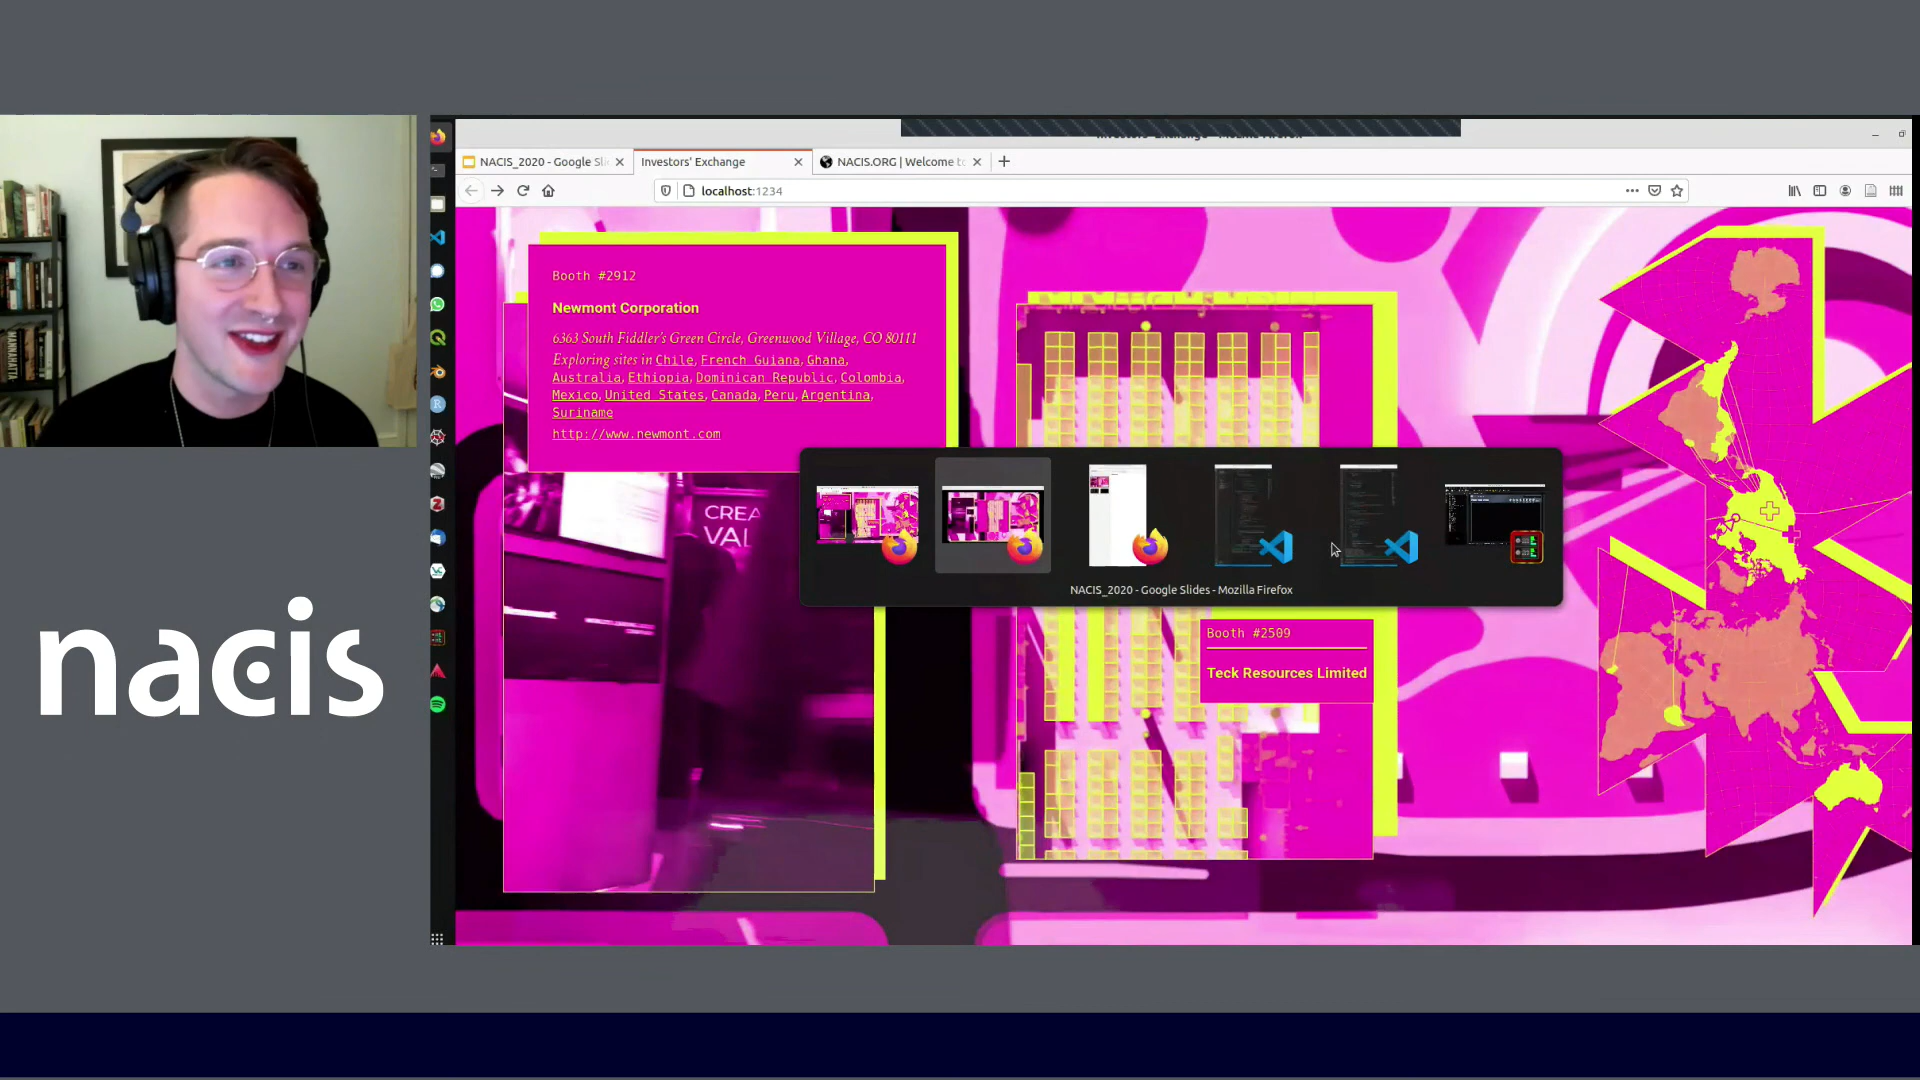 NACIS_2020 - Google Sli
Investors' Exchange
NACIS.ORG | Welcome to
localhost:1234
Booth #2912
Newmont Corporation
6363 South Fiddler's Green Circle, Greenwood Village, CO 80111
Exploring sites in Chile, French Guiana, Ghana,
Australia, Ethiopia, Dominican Republic, Colombia,
Mexico, United States, Canada, Peru, Argentina,
Suriname
http://www.newmont.com
CREA
VAL
NACIS_2020 - Google Slides - Mozilla Firefox
Booth #2509
Teck Resources Limited
nacis